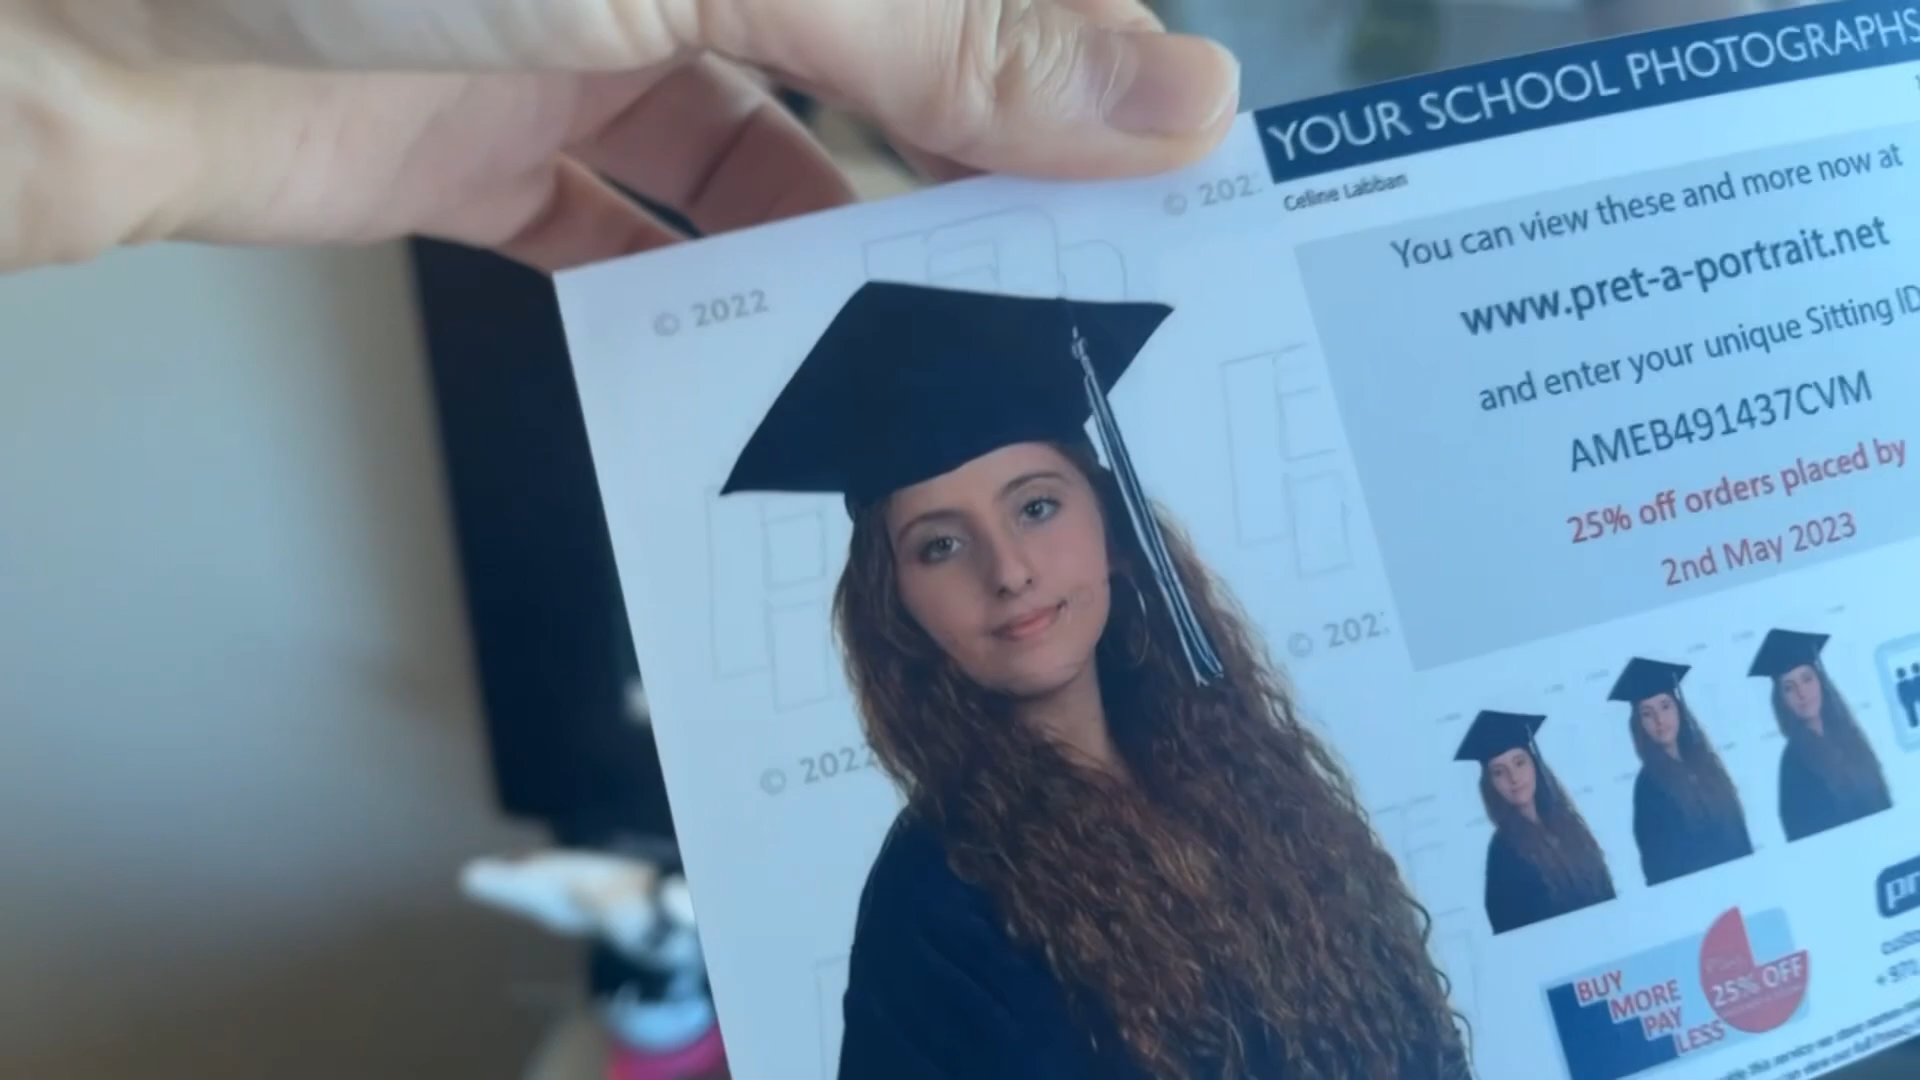 YOUR SCHOOL PHOTOGRAPHS
Celine Labban
© 2022
© 202
You can view these and more now at
www.pret-a-portrait.net
and enter your unique Sitting ID
AMEB491437CVM
25% off orders placed by
2nd May 2023
© 202
© 2022
BUY
MORE
PAY
LESS
25% OFF